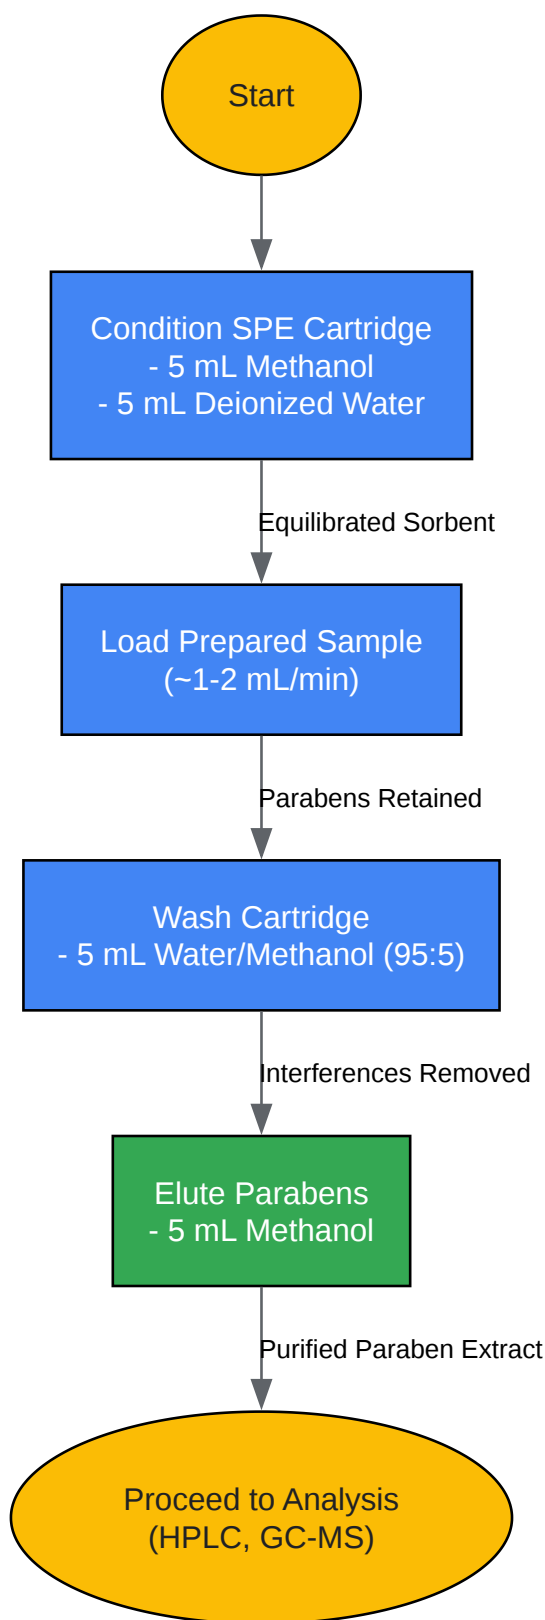 Start
Condition SPE Cartridge
- 5 mL Methanol
- 5 mL Deionized Water
Equilibrated Sorbent
Load Prepared Sample
(~1-2 mL/min)
Parabens Retained
Wash Cartridge
- 5 mL Water/Methanol (95:5)
Interferences Removed
Elute Parabens
- 5 mL Methanol
Purified Paraben Extract
Proceed to Analysis
(HPLC, GC-MS)